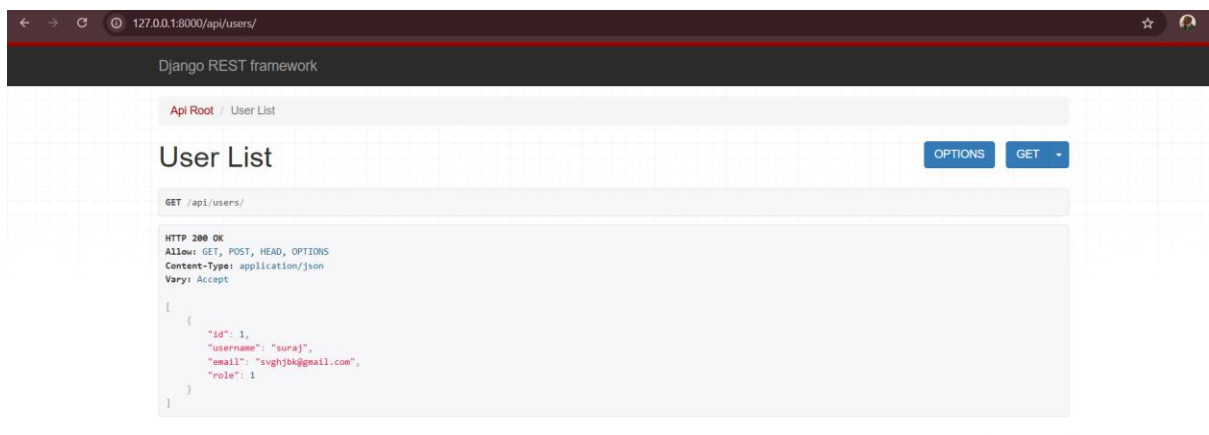 127.0.0.1:8000/api/users/
Django REST framework
Api Root / User List
User List
OPTIONS
GET
GET /api/users/
HTTP 200 OK
Allow: GET, POST, HEAD, OPTIONS
Content-Type: application/json
Vary: Accept
[
    {
        "id": 1,
        "username": "suraj",
        "email": "svghjbk@gmail.com",
        "role": 1
    }
]